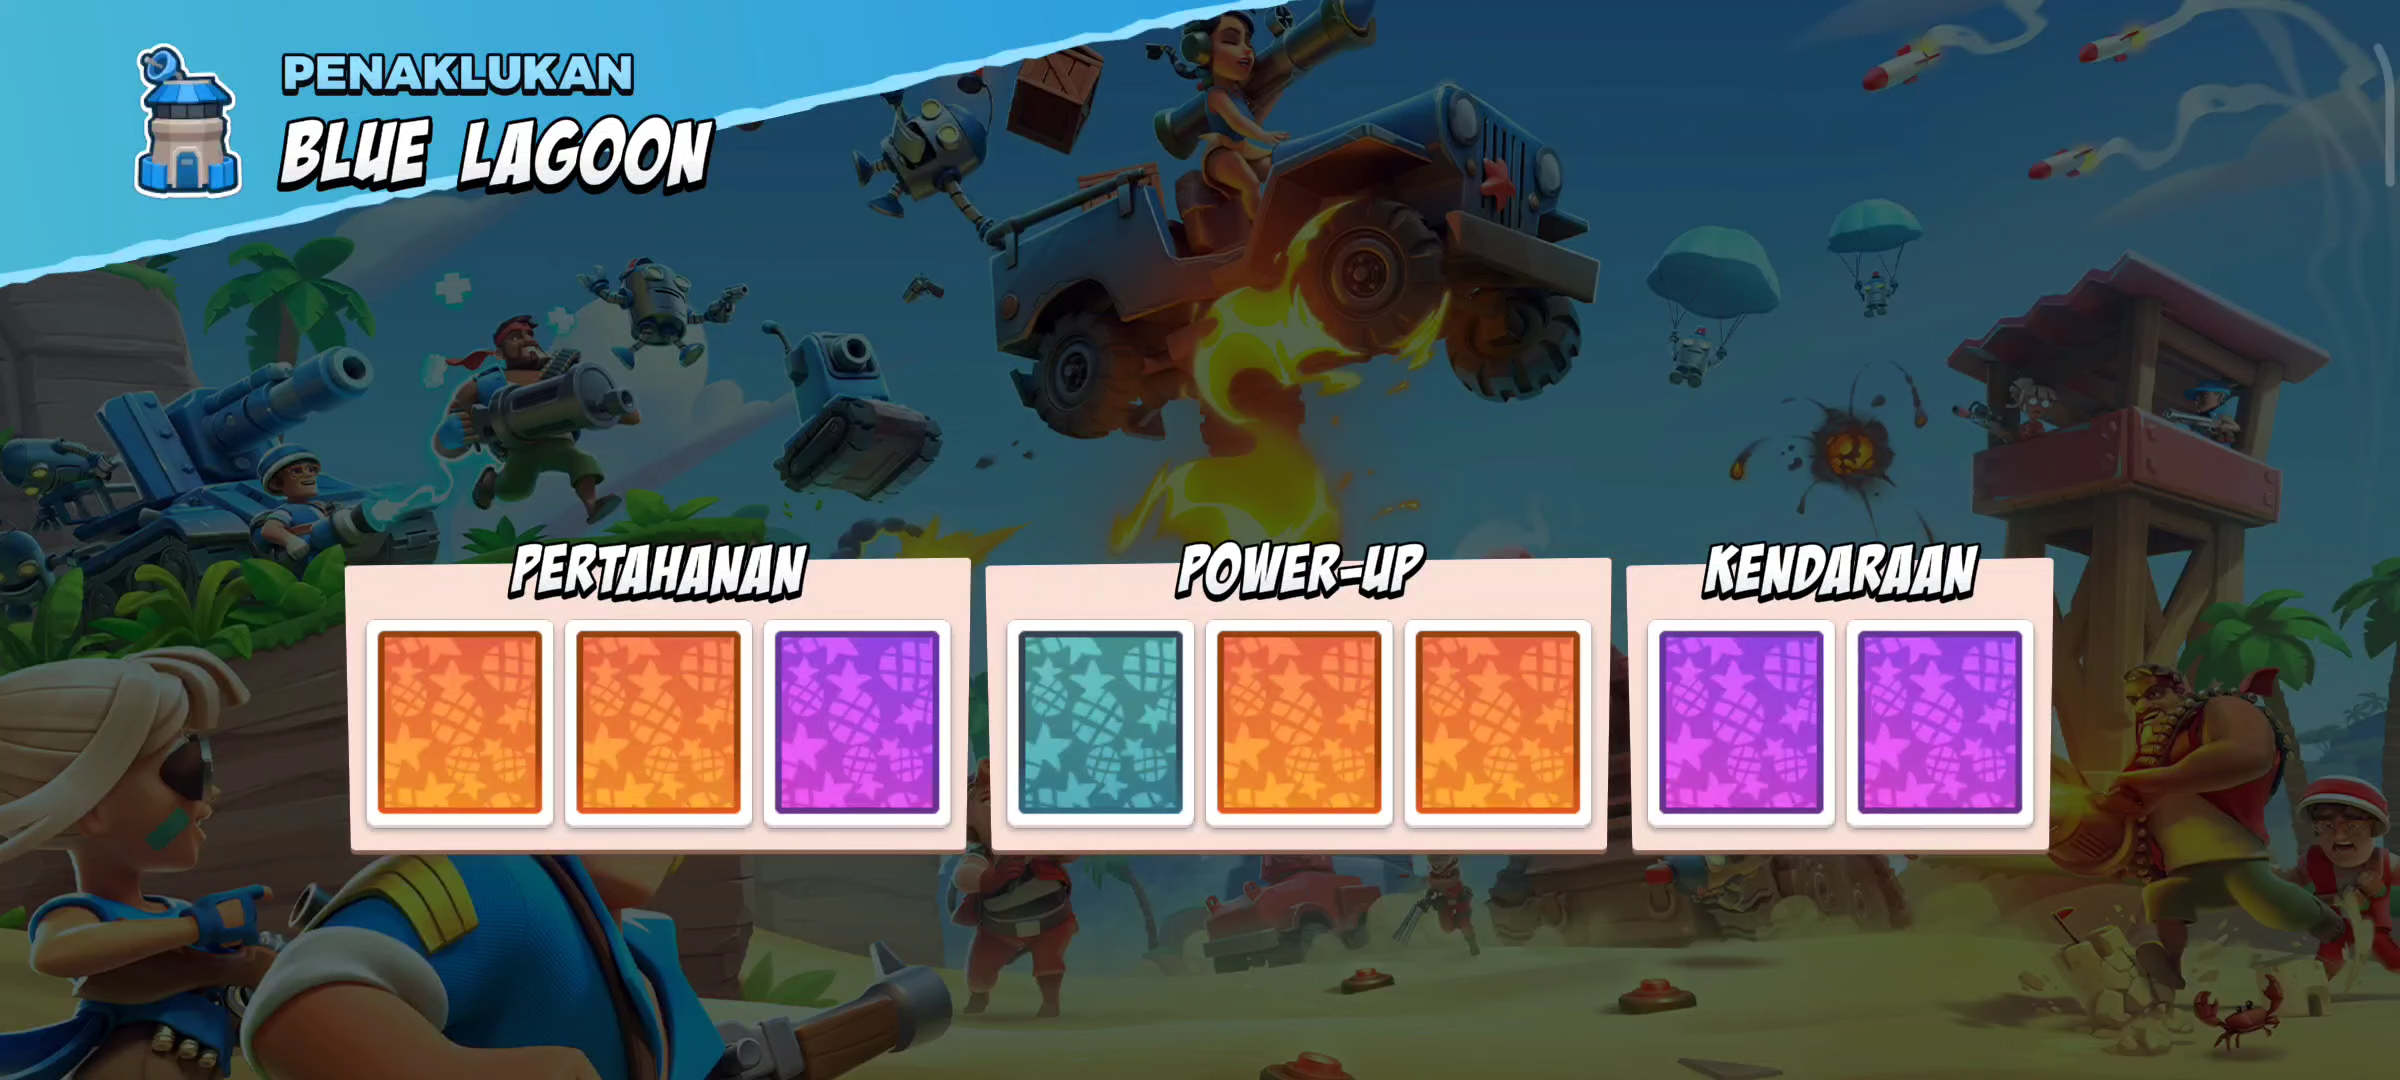 PENAKLUKAN
BLUE LAGOON
PERTAHANAN
POWER-UP
KENDARAAN